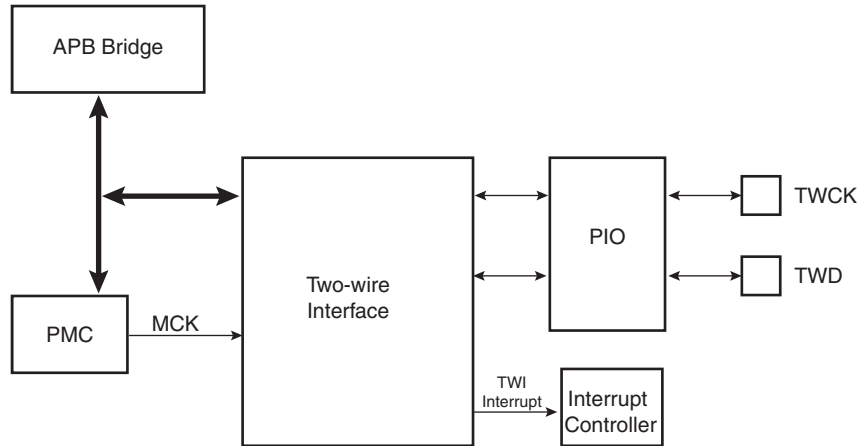 APB Bridge
TWCK
PIO
TWD
Two-wire
Interface
PMC
MCK
TWI
Interrupt
Interrupt
Controller